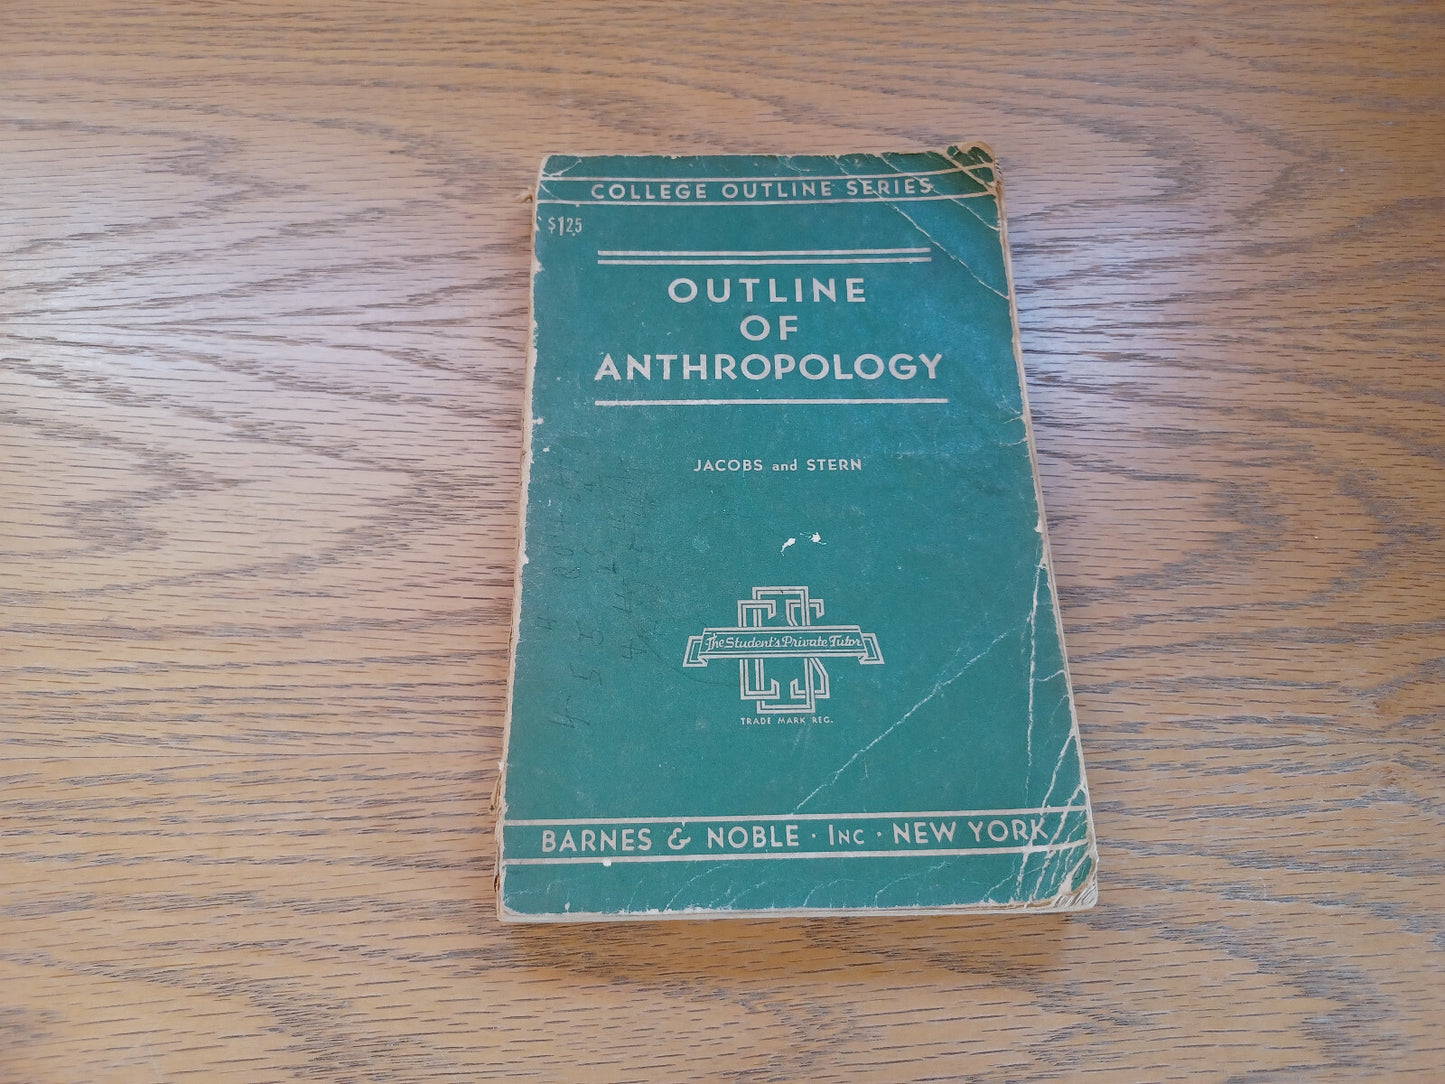 COLLEGE OUTLINE SERIES
$1.25
OUTLINE
OF
ANTHROPOLOGY
JACOBS and STERN
The Student's Private Tutor
TRADE MARK REG.
BARNES & NOBLE · INC · NEW YORK